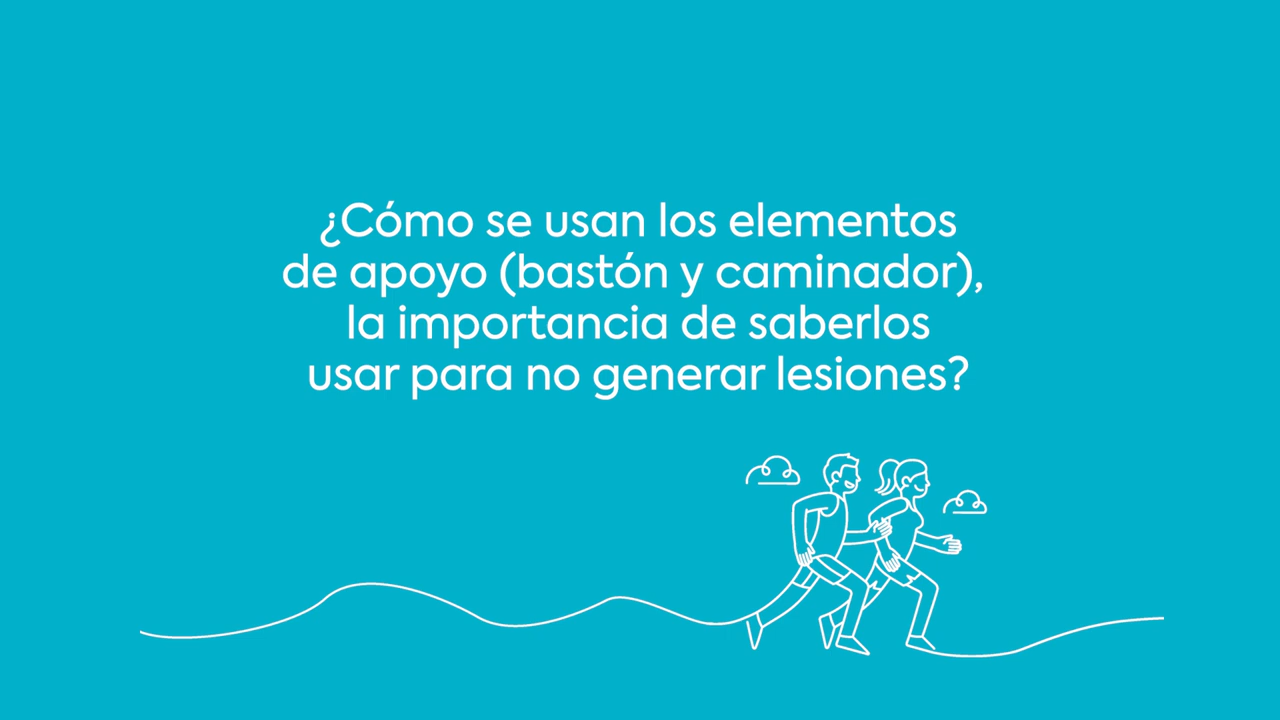 ¿Cómo se usan los elementos
de apoyo (bastón y caminador),
la importancia de saberlos
usar para no generar lesiones?